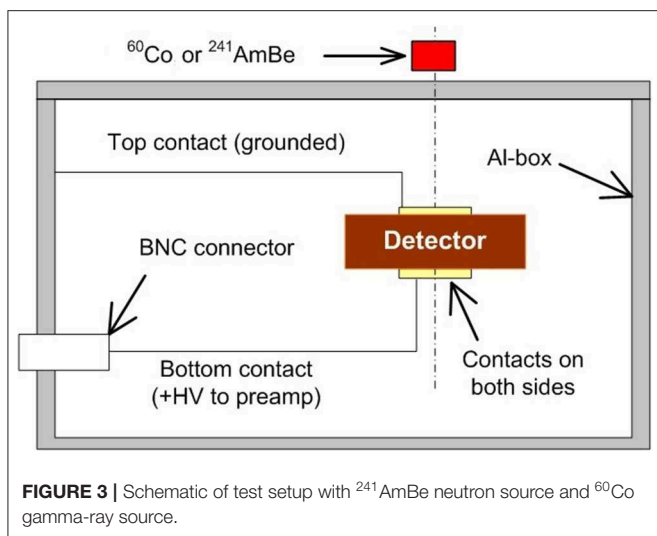 ⁶⁰Co or ²⁴¹AmBe
Top contact (grounded)
Al-box
Detector
BNC connector
Bottom contact
(+HV to preamp)
Contacts on
both sides
FIGURE 3 | Schematic of test setup with ²⁴¹AmBe neutron source and ⁶⁰Co
gamma-ray source.